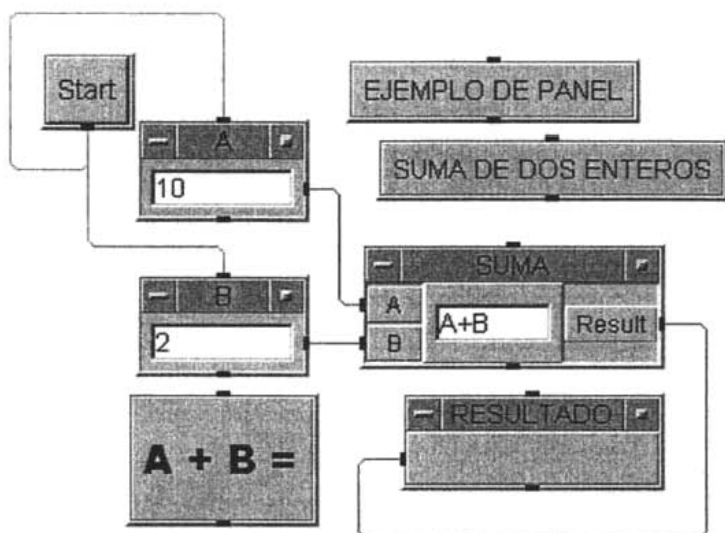 Start
EJEMPLO DE PANEL
A
10
SUMA DE DOS ENTEROS
SUMA
B
A
A+B
Result
2
B
RESULTADO
A + B =